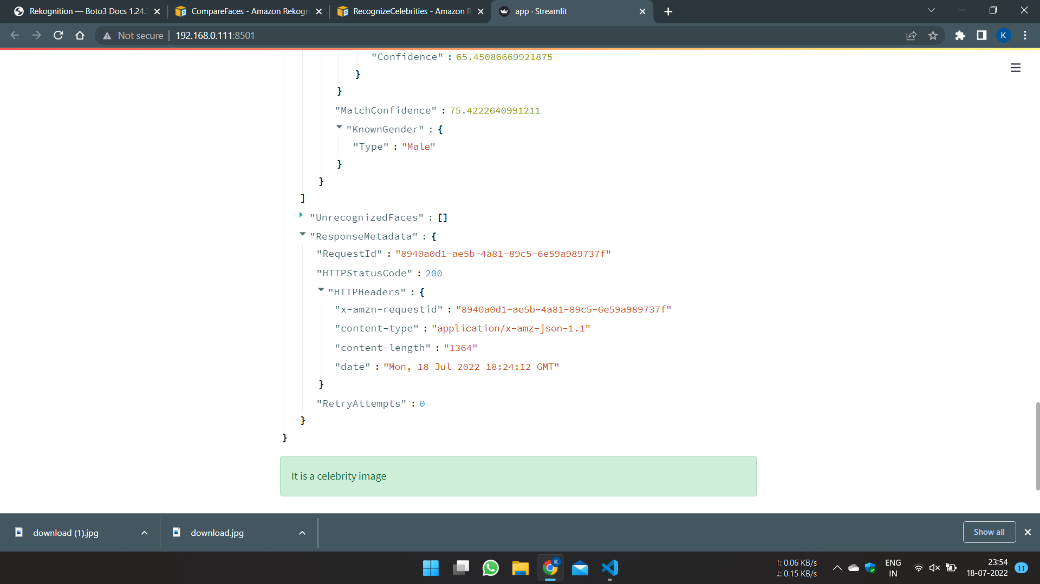 Rekognition — Boto3 Docs 1.24.
CompareFaces - Amazon Rekogn
RecognizeCelebrities - Amazon R
app · Streamlit
Not secure
192.168.0.111:8501
K
"Confidence" : 65.45086669921875
}
}
"MatchConfidence" : 75.4222640991211
"KnownGender" : {
"Type" : "Male"
}
}
]
"UnrecognizedFaces" : []
"ResponseMetadata" : {
"RequestId" : "8940a0d1-ae5b-4a81-89c5-6e59a989737f"
"HTTPStatusCode" : 200
"HTTPHeaders" : {
"x-amzn-requestid" : "8940a0d1-ae5b-4a81-89c5-6e59a989737f"
"content-type" : "application/x-amz-json-1.1"
"content-length" : "1364"
"date" : "Mon, 18 Jul 2022 18:24:12 GMT"
}
"RetryAttempts" : 0
}
}
It is a celebrity image
download (1).jpg
download.jpg
Show all
0.06 KB/s
0.15 KB/s
ENG
IN
23:54
18-07-2022
11